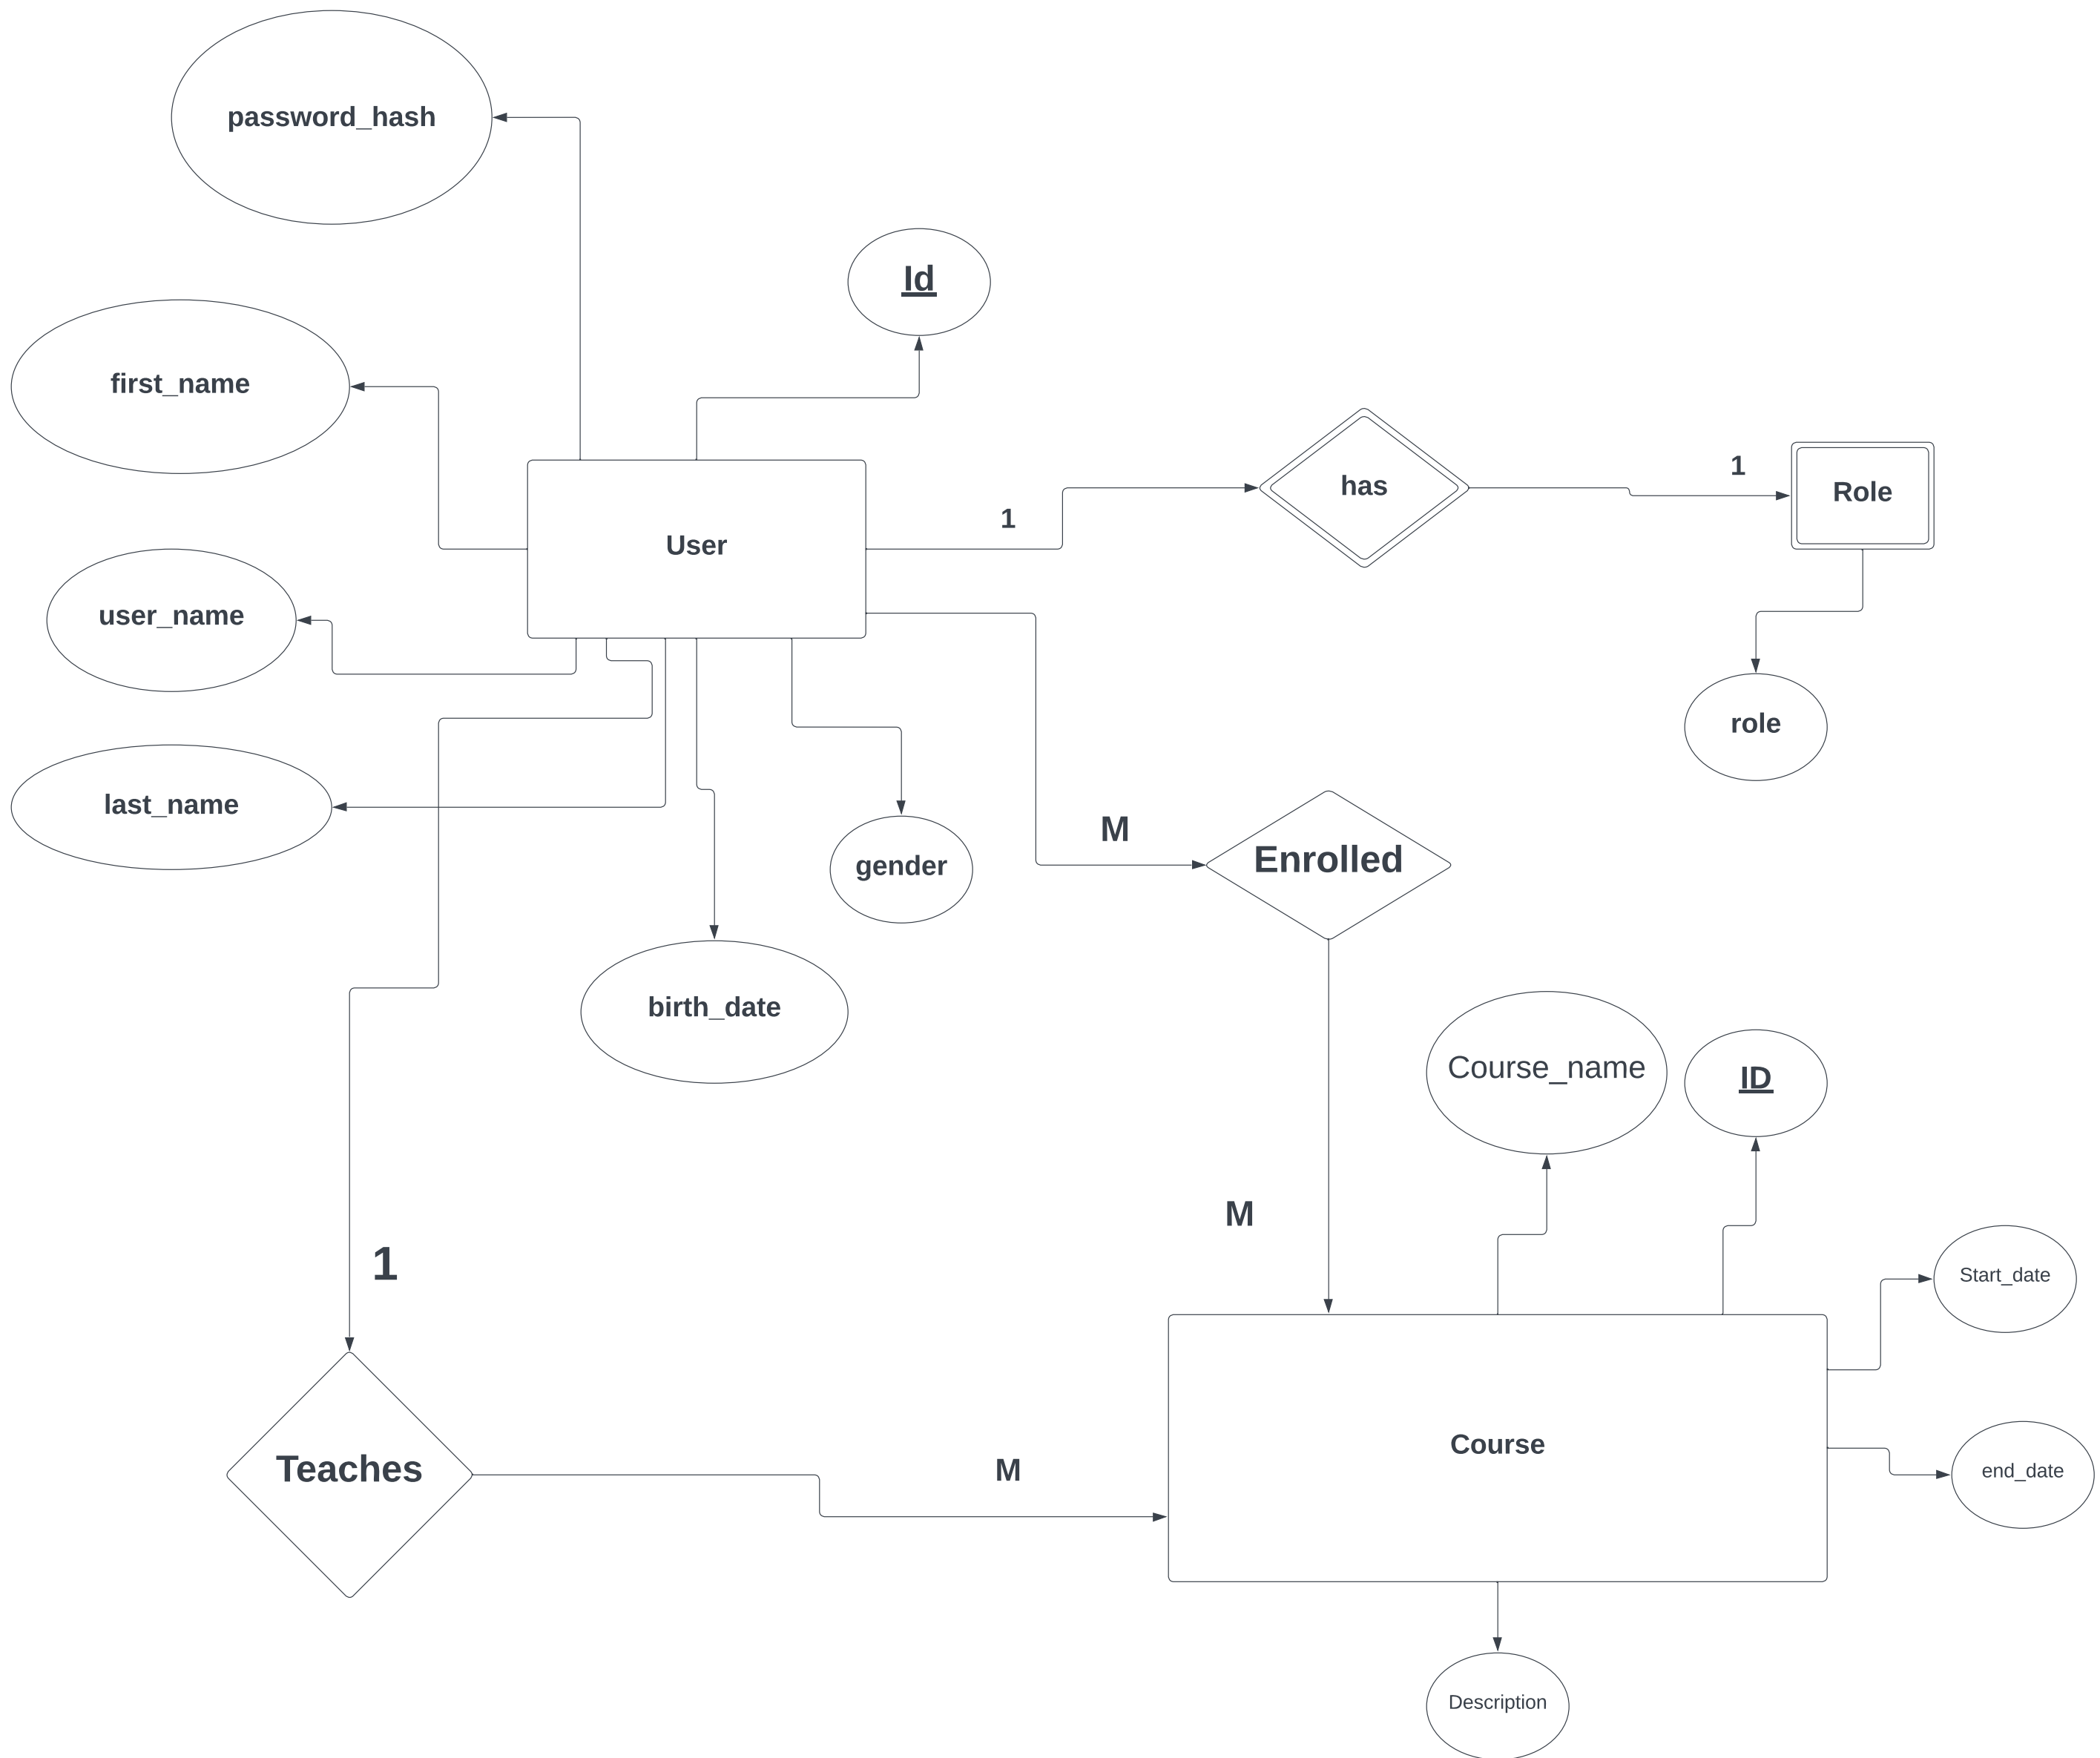 password_hash
Id
first_name
has
1
Role
1
User
user_name
role
last_name
M
Enrolled
gender
birth_date
Course_name
ID
M
1
Start_date
Course
Teaches
M
end_date
Description